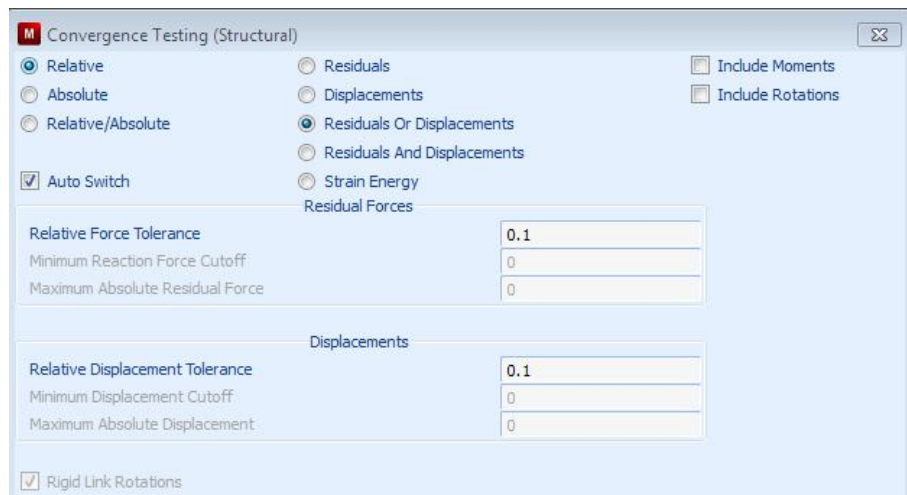 M Convergence Testing (Structural)
Relative Residuals Include Moments
Absolute Displacements Include Rotations
Relative/Absolute Residuals Or Displacements
Residuals And Displacements
Auto Switch Strain Energy
Residual Forces
Relative Force Tolerance 0.1
Minimum Reaction Force Cutoff 0
Maximum Absolute Residual Force 0
Displacements
Relative Displacement Tolerance 0.1
Minimum Displacement Cutoff 0
Maximum Absolute Displacement 0
Rigid Link Rotations